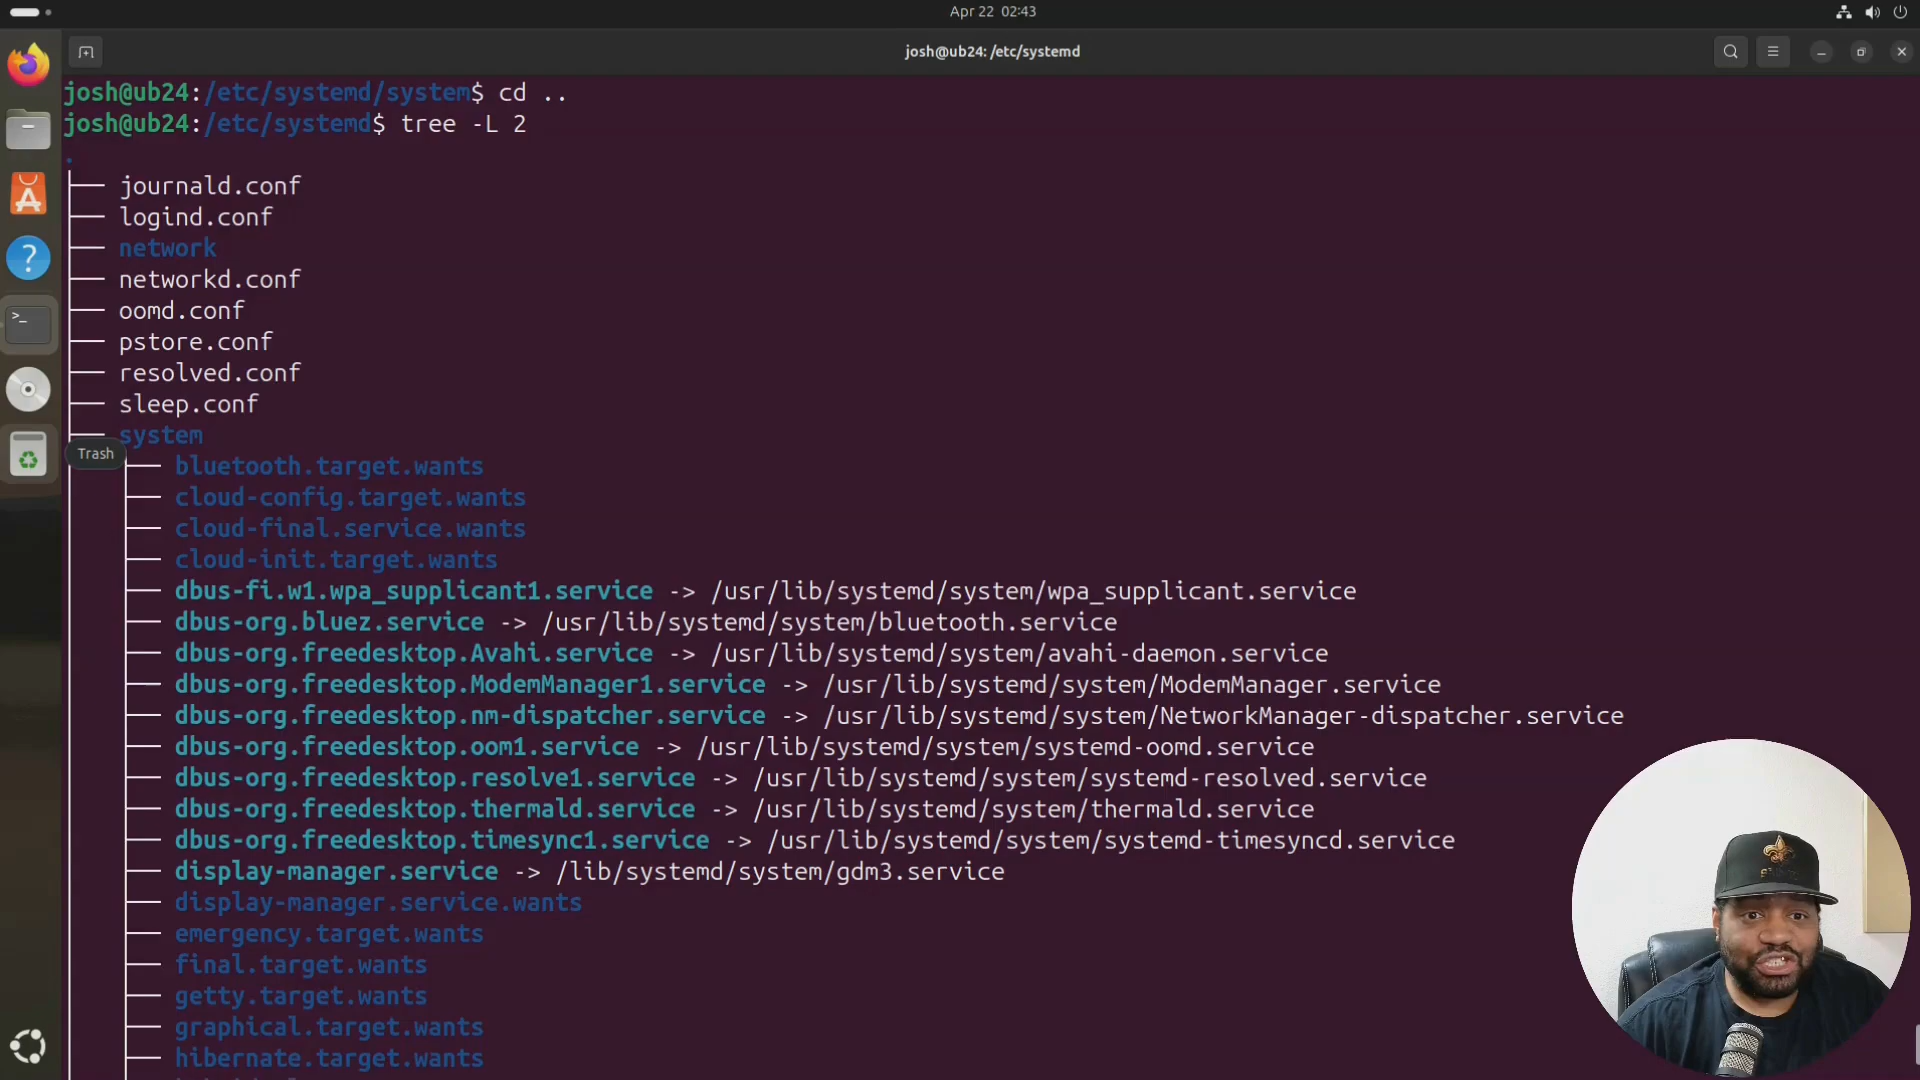 Apr 22 02:43
josh@ub24: /etc/systemd
josh@ub24:/etc/systemd/system$ cd ..
josh@ub24:/etc/systemd$ tree -L 2
.
├── journald.conf
├── logind.conf
├── network
├── networkd.conf
├── oomd.conf
├── pstore.conf
├── resolved.conf
├── sleep.conf
├── system
Trash
├── bluetooth.target.wants
├── cloud-config.target.wants
├── cloud-final.service.wants
├── cloud-init.target.wants
├── dbus-fi.w1.wpa_supplicant1.service -> /usr/lib/systemd/system/wpa_supplicant.service
├── dbus-org.bluez.service -> /usr/lib/systemd/system/bluetooth.service
├── dbus-org.freedesktop.Avahi.service -> /usr/lib/systemd/system/avahi-daemon.service
├── dbus-org.freedesktop.ModemManager1.service -> /usr/lib/systemd/system/ModemManager.service
├── dbus-org.freedesktop.nm-dispatcher.service -> /usr/lib/systemd/system/NetworkManager-dispatcher.service
├── dbus-org.freedesktop.oom1.service -> /usr/lib/systemd/system/systemd-oomd.service
├── dbus-org.freedesktop.resolve1.service -> /usr/lib/systemd/system/systemd-resolved.service
├── dbus-org.freedesktop.thermald.service -> /usr/lib/systemd/system/thermald.service
├── dbus-org.freedesktop.timesync1.service -> /usr/lib/systemd/system/systemd-timesyncd.service
├── display-manager.service -> /lib/systemd/system/gdm3.service
├── display-manager.service.wants
├── emergency.target.wants
├── final.target.wants
├── getty.target.wants
├── graphical.target.wants
├── hibernate.target.wants